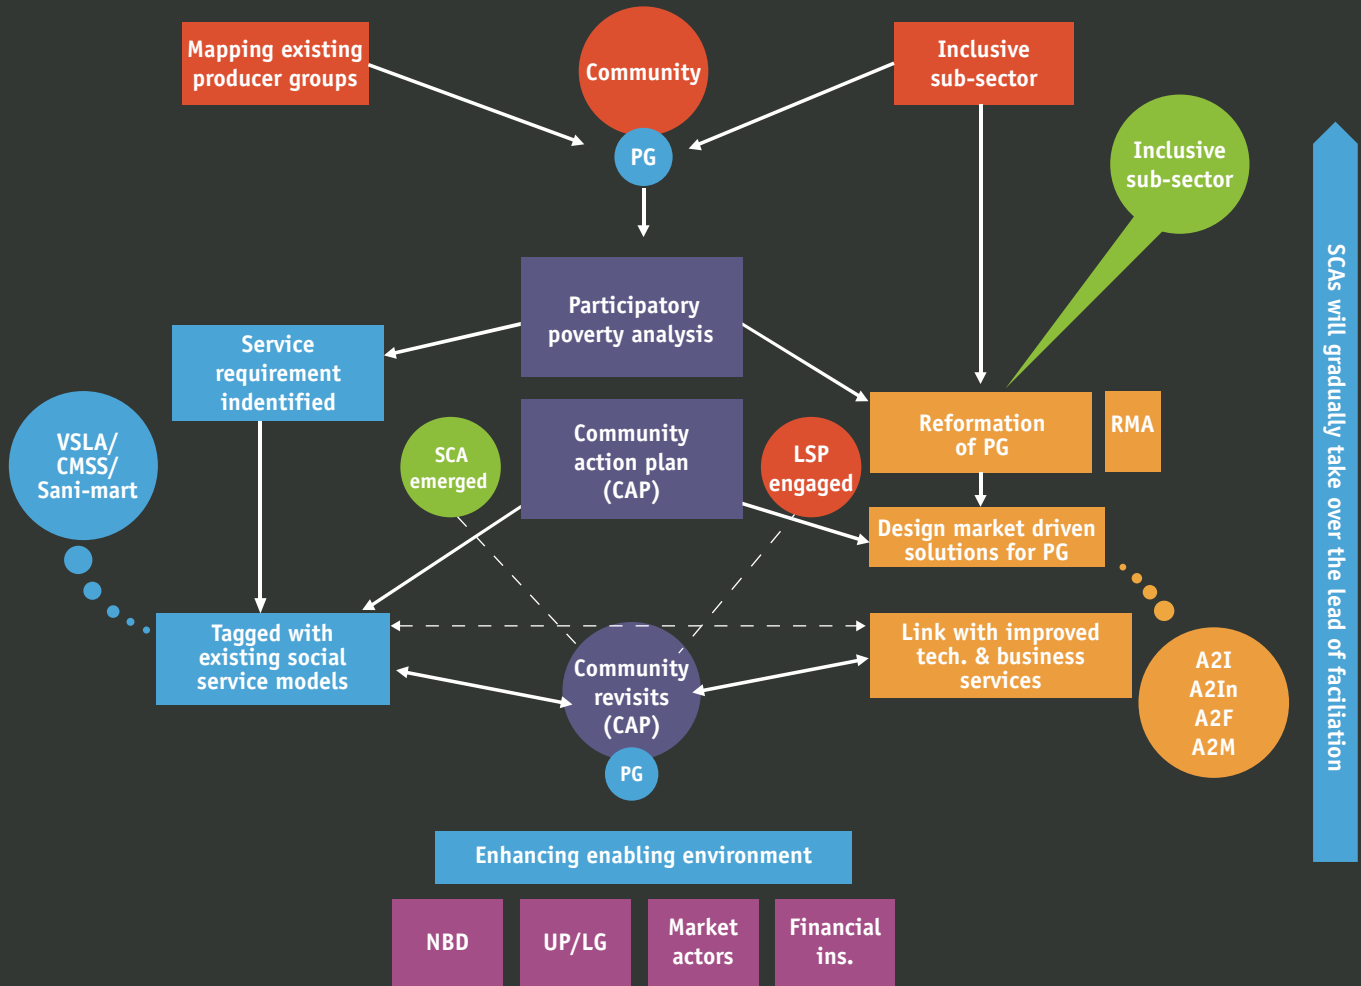 Mapping existing
producer groups
Community
PG
Inclusive
sub-sector
Inclusive
sub-sector
Participatory
poverty analysis
Service
requirement
indentified
Community
action plan
(CAP)
SCA
emerged
LSP
engaged
Reformation
of PG
RMA
VSLA/
CMSS/
Sani-mart
Design market driven
solutions for PG
Tagged with
existing social
service models
Community
revisits
(CAP)
PG
Link with improved
tech. & business
services
A2I
A2In
A2F
A2M
SCAs will gradually take over the lead of faciliation
Enhancing enabling environment
NBD
UP/LG
Market
actors
Financial
ins.